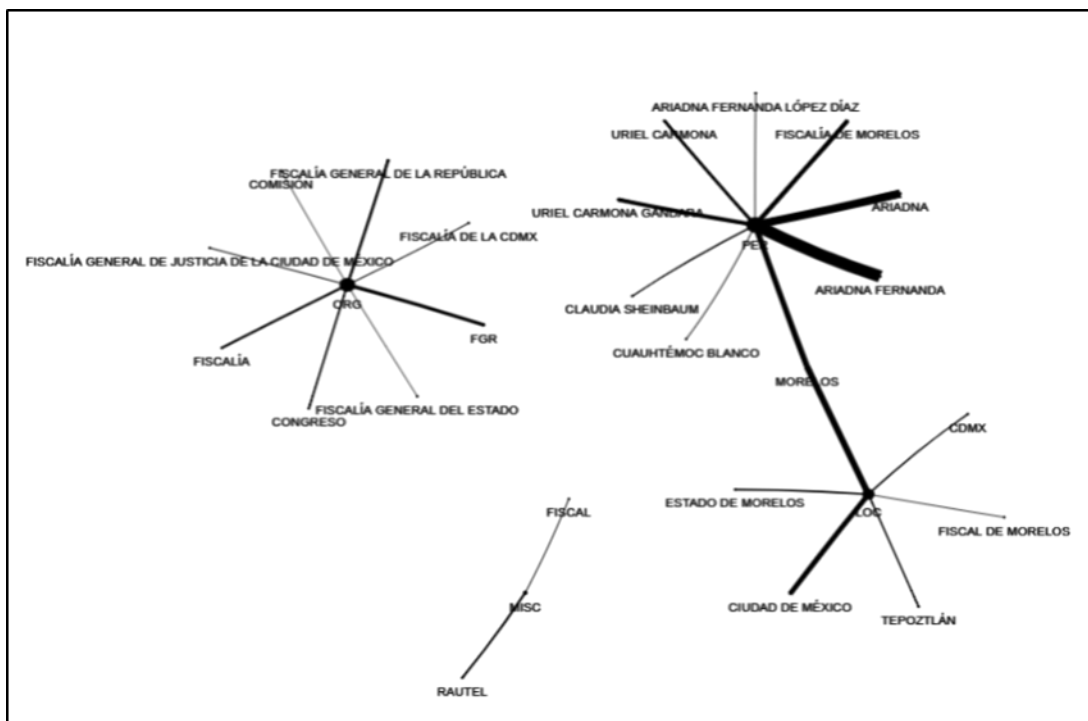 ARIADNA FERNANDA LÓPEZ DÍAZ
URIEL CARMONA
FISCALÍA DE MORELOS
FISCALÍA GENERAL DE LA REPÚBLICA
COMISIÓN
ARIADNA
URIEL CARMONA GÁNDARA
FISCALÍA DE LA CDMX
PER
FISCALÍA GENERAL DE JUSTICIA DE LA CIUDAD DE MÉXICO
ARIADNA FERNANDA
ORG
CLAUDIA SHEINBAUM
FGR
CUAUHTÉMOC BLANCO
FISCALÍA
MORELOS
FISCALÍA GENERAL DEL ESTADO
CONGRESO
CDMX
ESTADO DE MORELOS
FISCAL
LOC
FISCAL DE MORELOS
MISC
CIUDAD DE MÉXICO
TEPOZTLÁN
RAUTEL